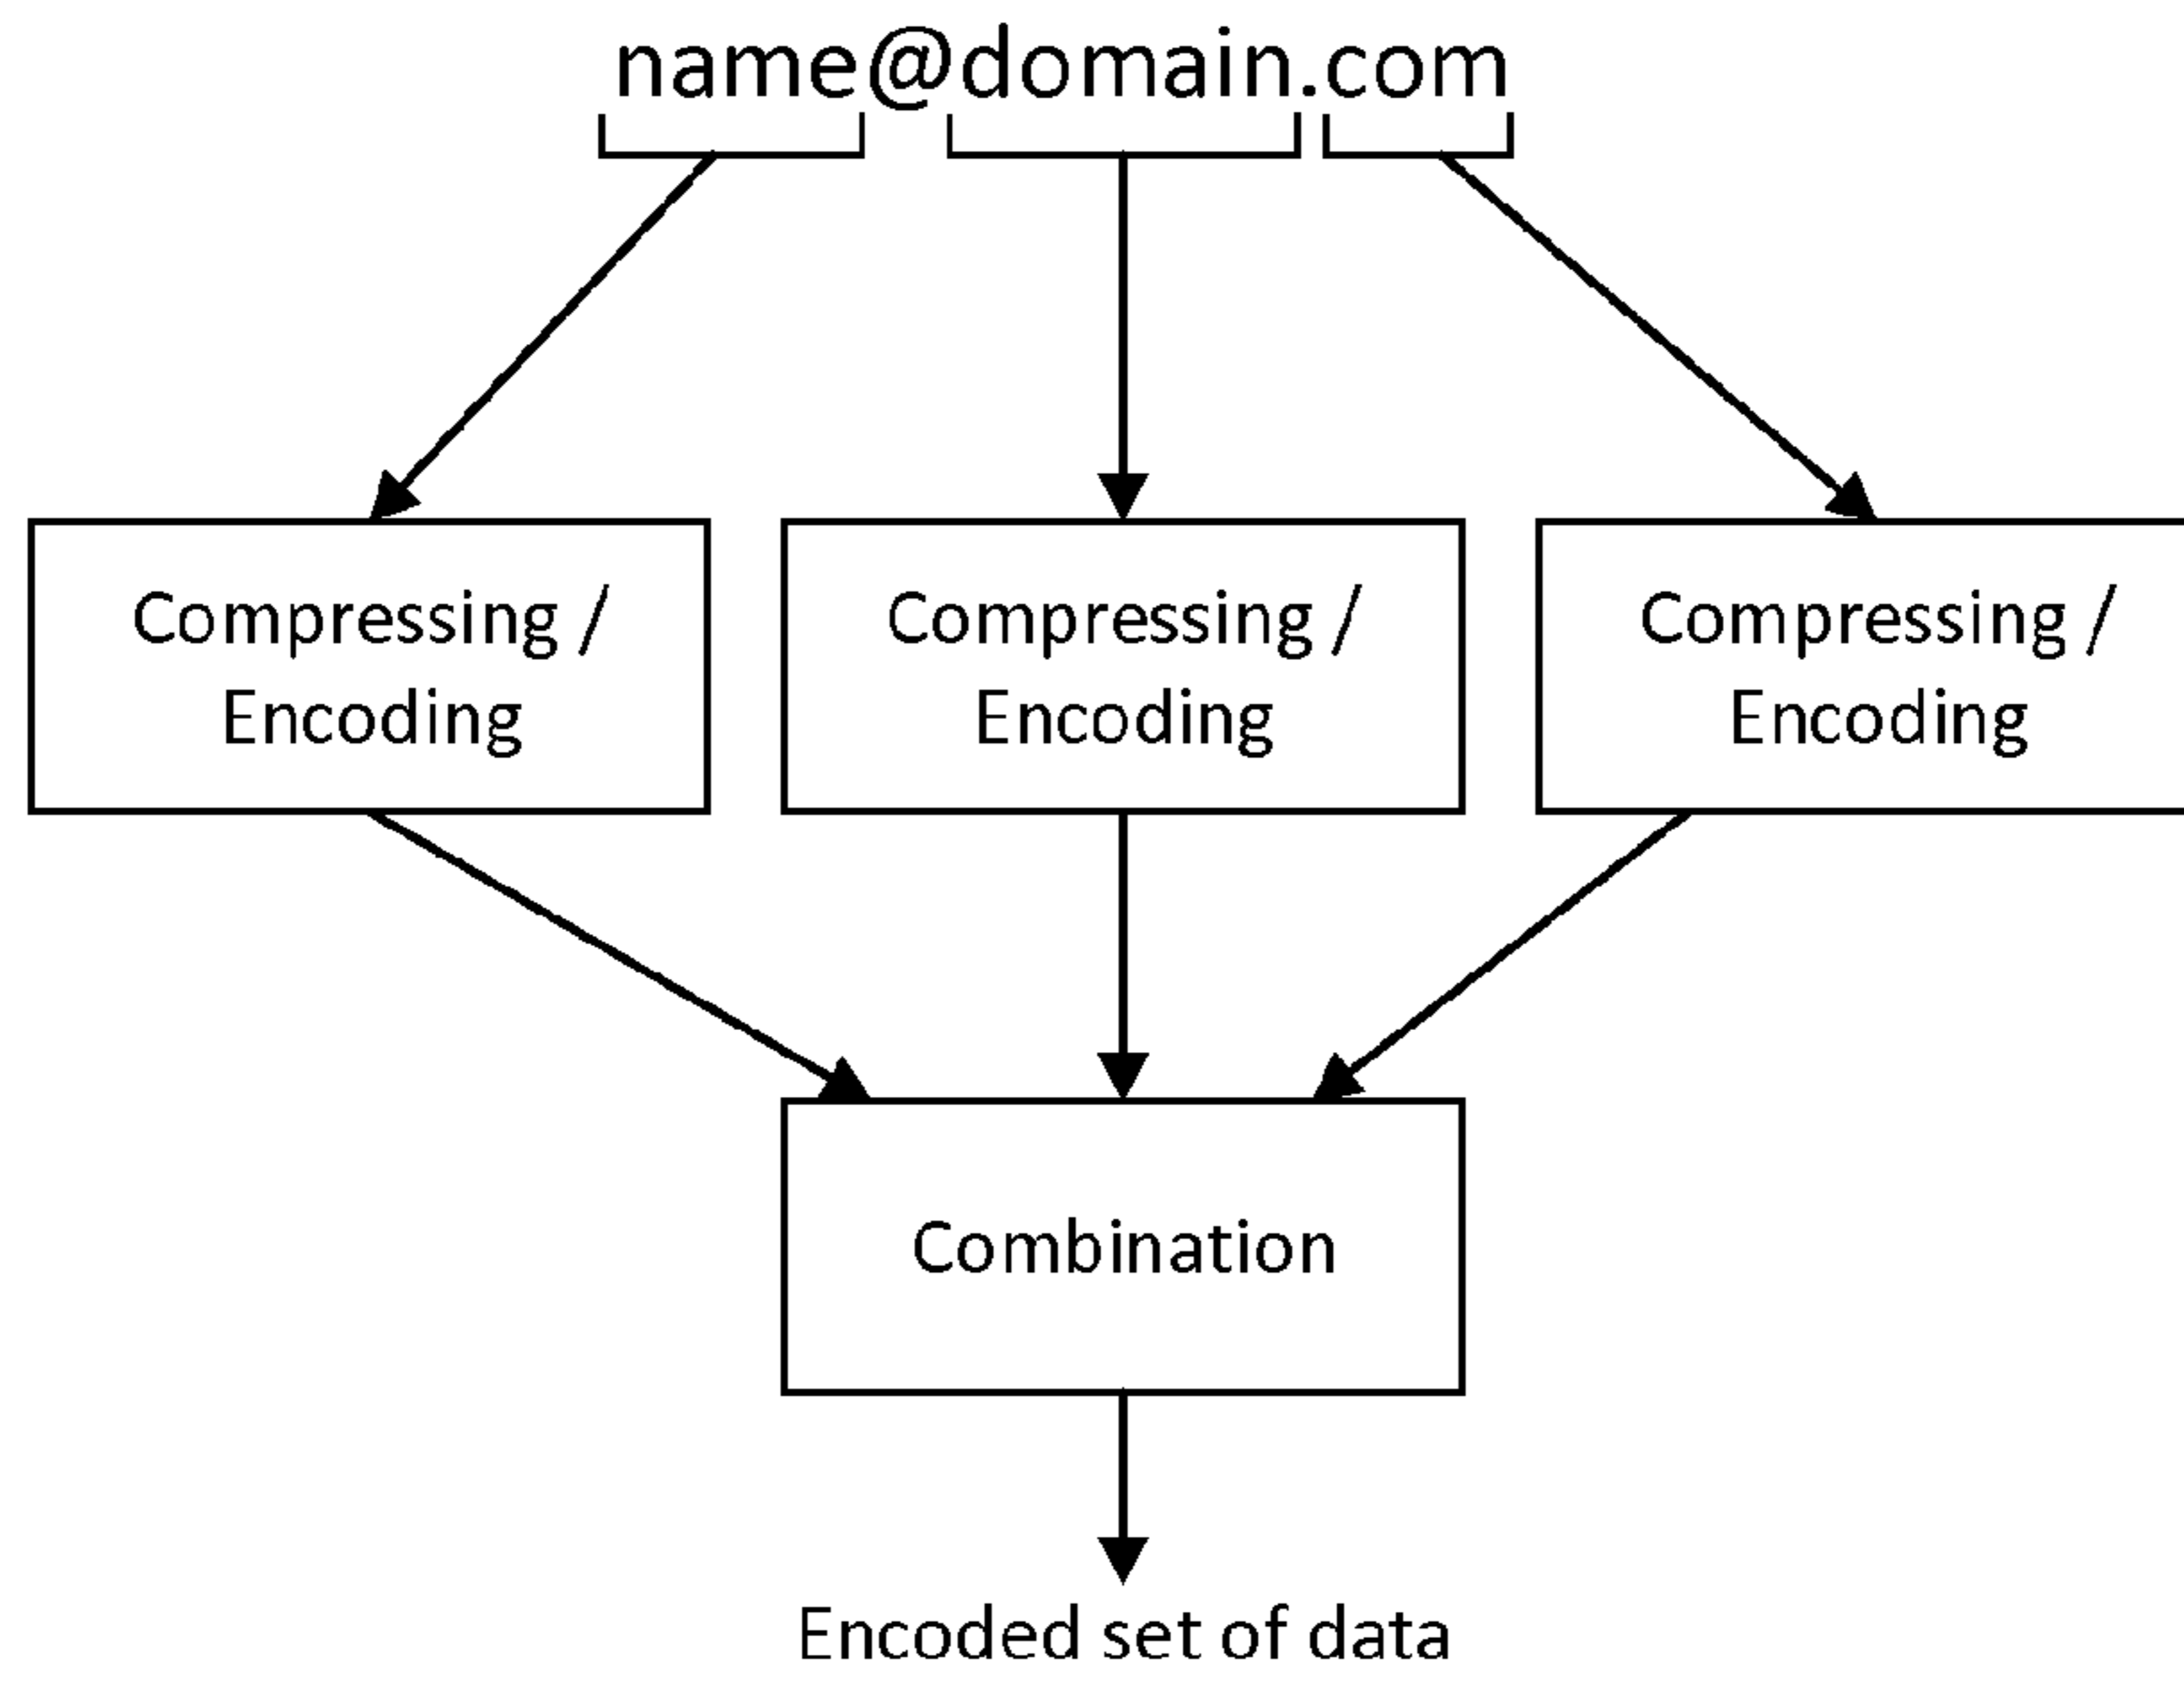 name@domain.com
Compressing /
Encoding
Compressing /
Encoding
Compressing /
Encoding
Combination
Encoded set of data